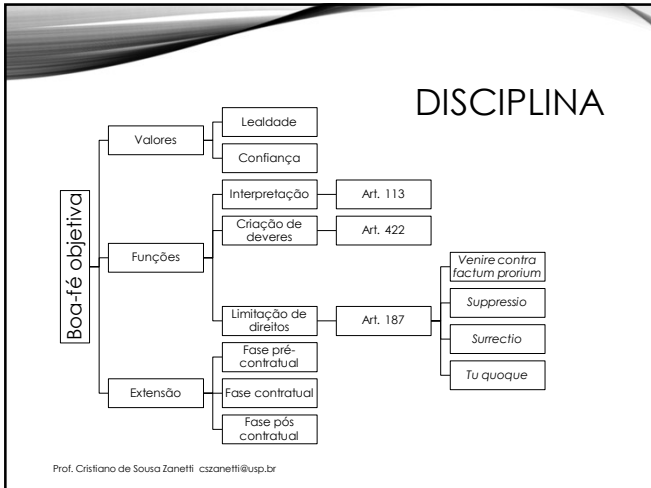 DISCIPLINA
Boa-fé objetiva
Valores
Lealdade
Confiança
Funções
Interpretação
Art. 113
Criação de
deveres
Art. 422
Limitação de
direitos
Art. 187
Venire contra
factum prorium
Suppressio
Surrectio
Tu quoque
Extensão
Fase pré-
contratual
Fase contratual
Fase pós
contratual
Prof. Cristiano de Sousa Zanetti cszanetti@usp.br